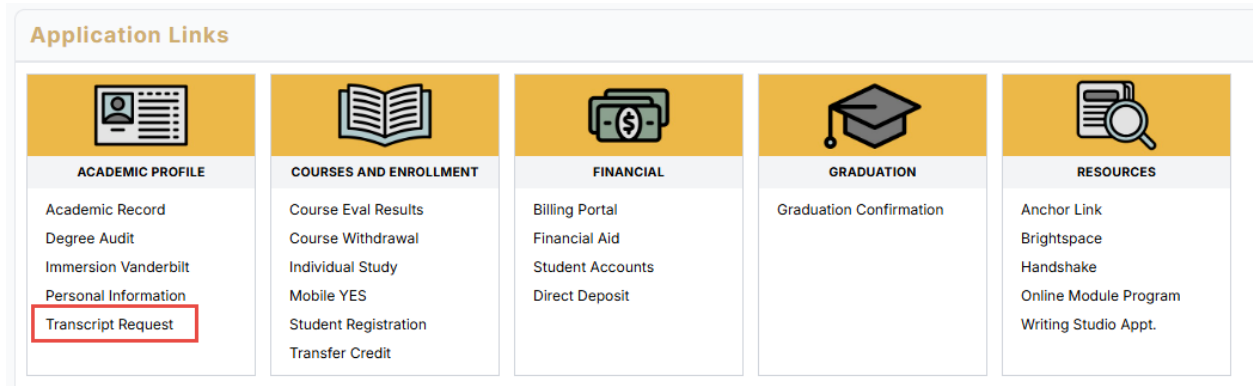 Application Links
ACADEMIC PROFILE
Academic Record
Degree Audit
Immersion Vanderbilt
Personal Information
Transcript Request
COURSES AND ENROLLMENT
Course Eval Results
Course Withdrawal
Individual Study
Mobile YES
Student Registration
Transfer Credit
FINANCIAL
Billing Portal
Financial Aid
Student Accounts
Direct Deposit
GRADUATION
Graduation Confirmation
RESOURCES
Anchor Link
Brightspace
Handshake
Online Module Program
Writing Studio Appt.